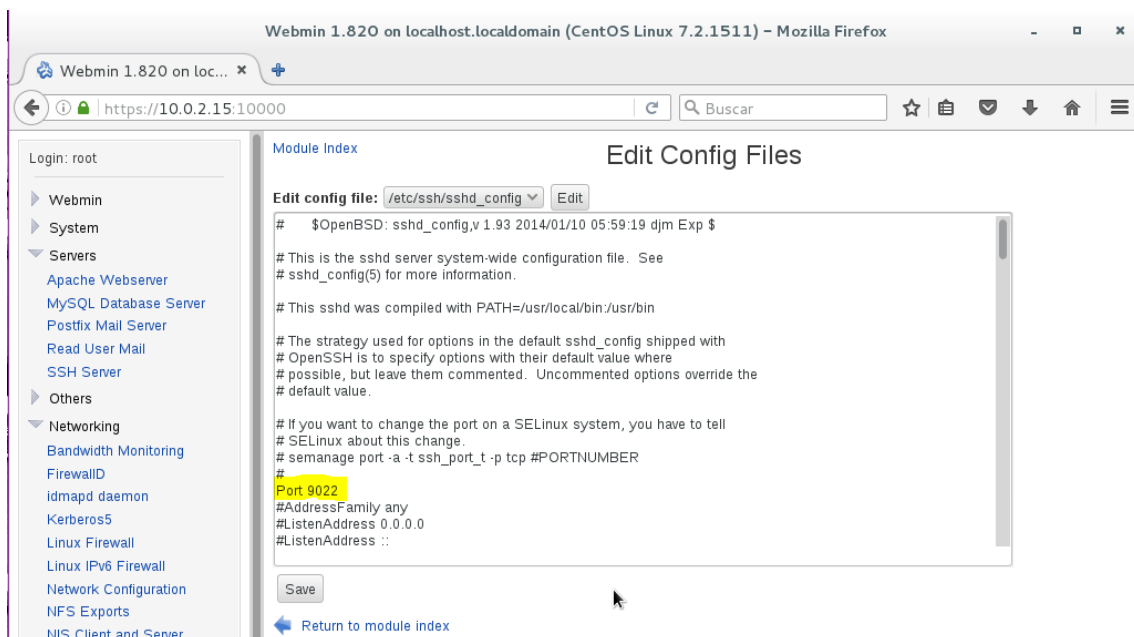 Webmin 1.820 on localhost.localdomain (CentOS Linux 7.2.1511) – Mozilla Firefox
Webmin 1.820 on loc...
https://10.0.2.15:10000
Buscar
Login: root
Webmin
System
Servers
Apache Webserver
MySQL Database Server
Postfix Mail Server
Read User Mail
SSH Server
Others
Networking
Bandwidth Monitoring
FirewallD
idmapd daemon
Kerberos5
Linux Firewall
Linux IPv6 Firewall
Network Configuration
NFS Exports
NIS Client and Server
Module Index
Edit Config Files
Edit config file: /etc/ssh/sshd_config Edit
# $OpenBSD: sshd_config,v 1.93 2014/01/10 05:59:19 djm Exp $
# This is the sshd server system-wide configuration file. See
# sshd_config(5) for more information.
# This sshd was compiled with PATH=/usr/local/bin:/usr/bin
# The strategy used for options in the default sshd_config shipped with
# OpenSSH is to specify options with their default value where
# possible, but leave them commented. Uncommented options override the
# default value.
# If you want to change the port on a SELinux system, you have to tell
# SELinux about this change.
# semanage port -a -t ssh_port_t -p tcp #PORTNUMBER
#
Port 9022
#AddressFamily any
#ListenAddress 0.0.0.0
#ListenAddress ::
Save
Return to module index